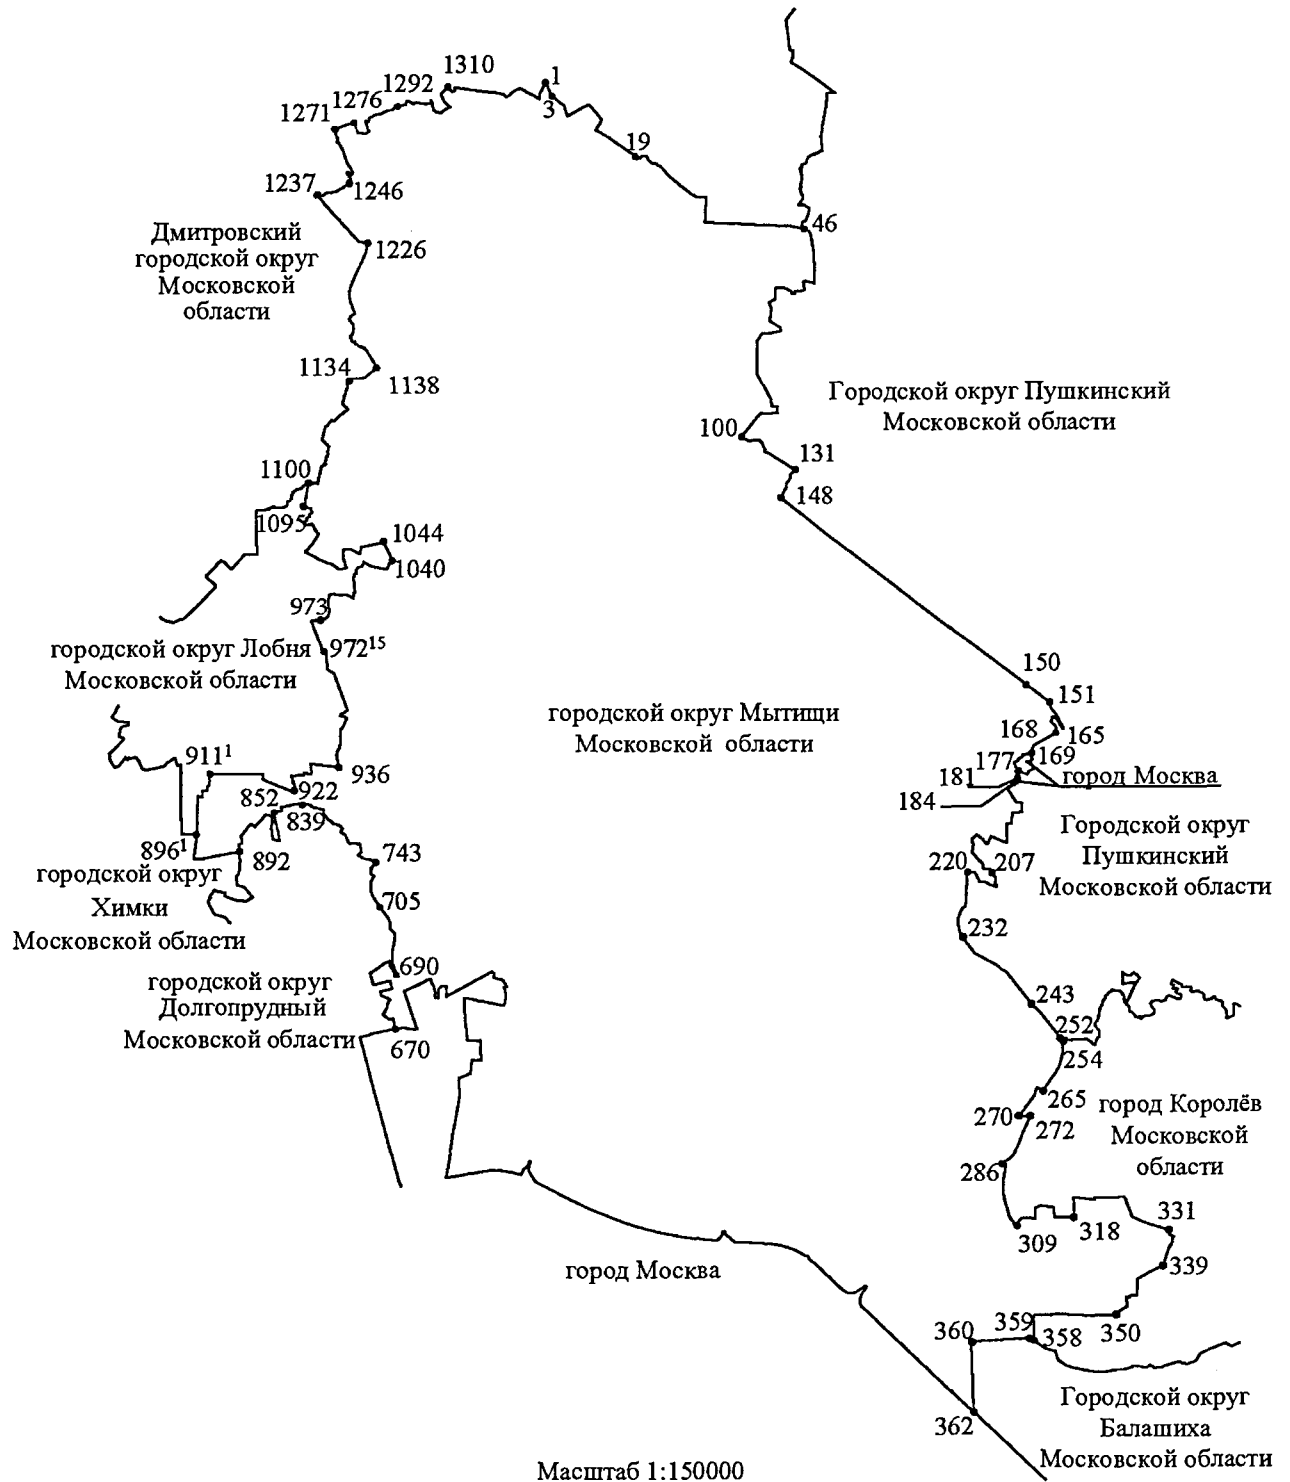 1310
1
1292
1276
1271
3
19
1237
1246
46
Дмитровский
городской округ
Московской
области
1226
1134
1138
Городской округ Пушкинский
Московской области
100
131
148
1100
1095
1044
1040
973
городской округ Лобня
Московской области
972¹⁵
150
151
городской округ Мытищи
Московской области
168
165
169
177
181
184
город Москва
911¹
936
922
852
839
896¹
892
городской округ
Химки
Московской области
743
705
Городской округ
Пушкинский
Московской области
220
207
232
690
городской округ
Долгопрудный
Московской области
670
243
252
254
265
270
272
город Королёв
Московской
области
286
309
318
331
339
город Москва
359
360
358
350
362
Городской округ
Балашиха
Московской области
Масштаб 1:150000